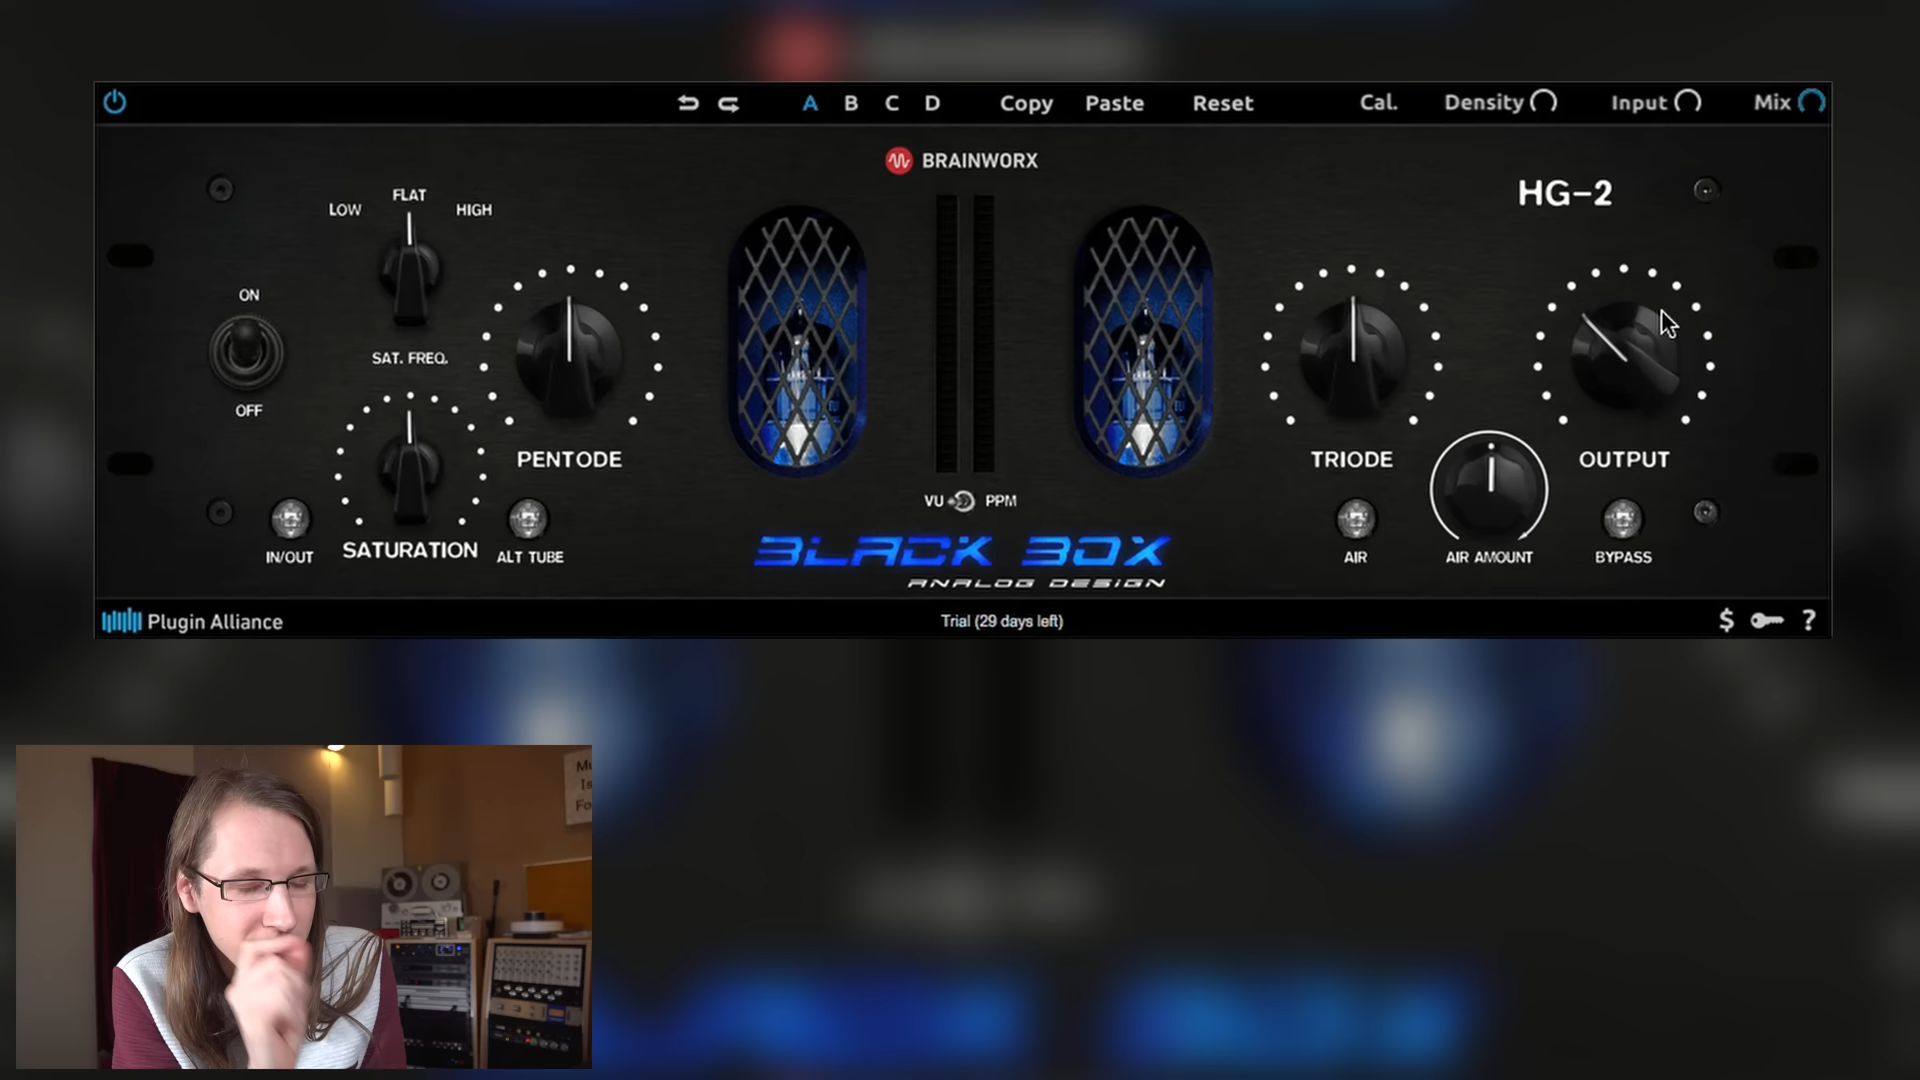 A B C D Copy Paste Reset Cal. Density Input Mix
BRAINWORX
HG-2
FLAT
LOW HIGH
ON
SAT. FREQ.
OFF
PENTODE
TRIODE
OUTPUT
VU PPM
IN/OUT
SATURATION
ALT TUBE
BLACK BOX
ANALOG DESIGN
AIR
AIR AMOUNT
BYPASS
Plugin Alliance
Trial (29 days left)
$ ?
Is